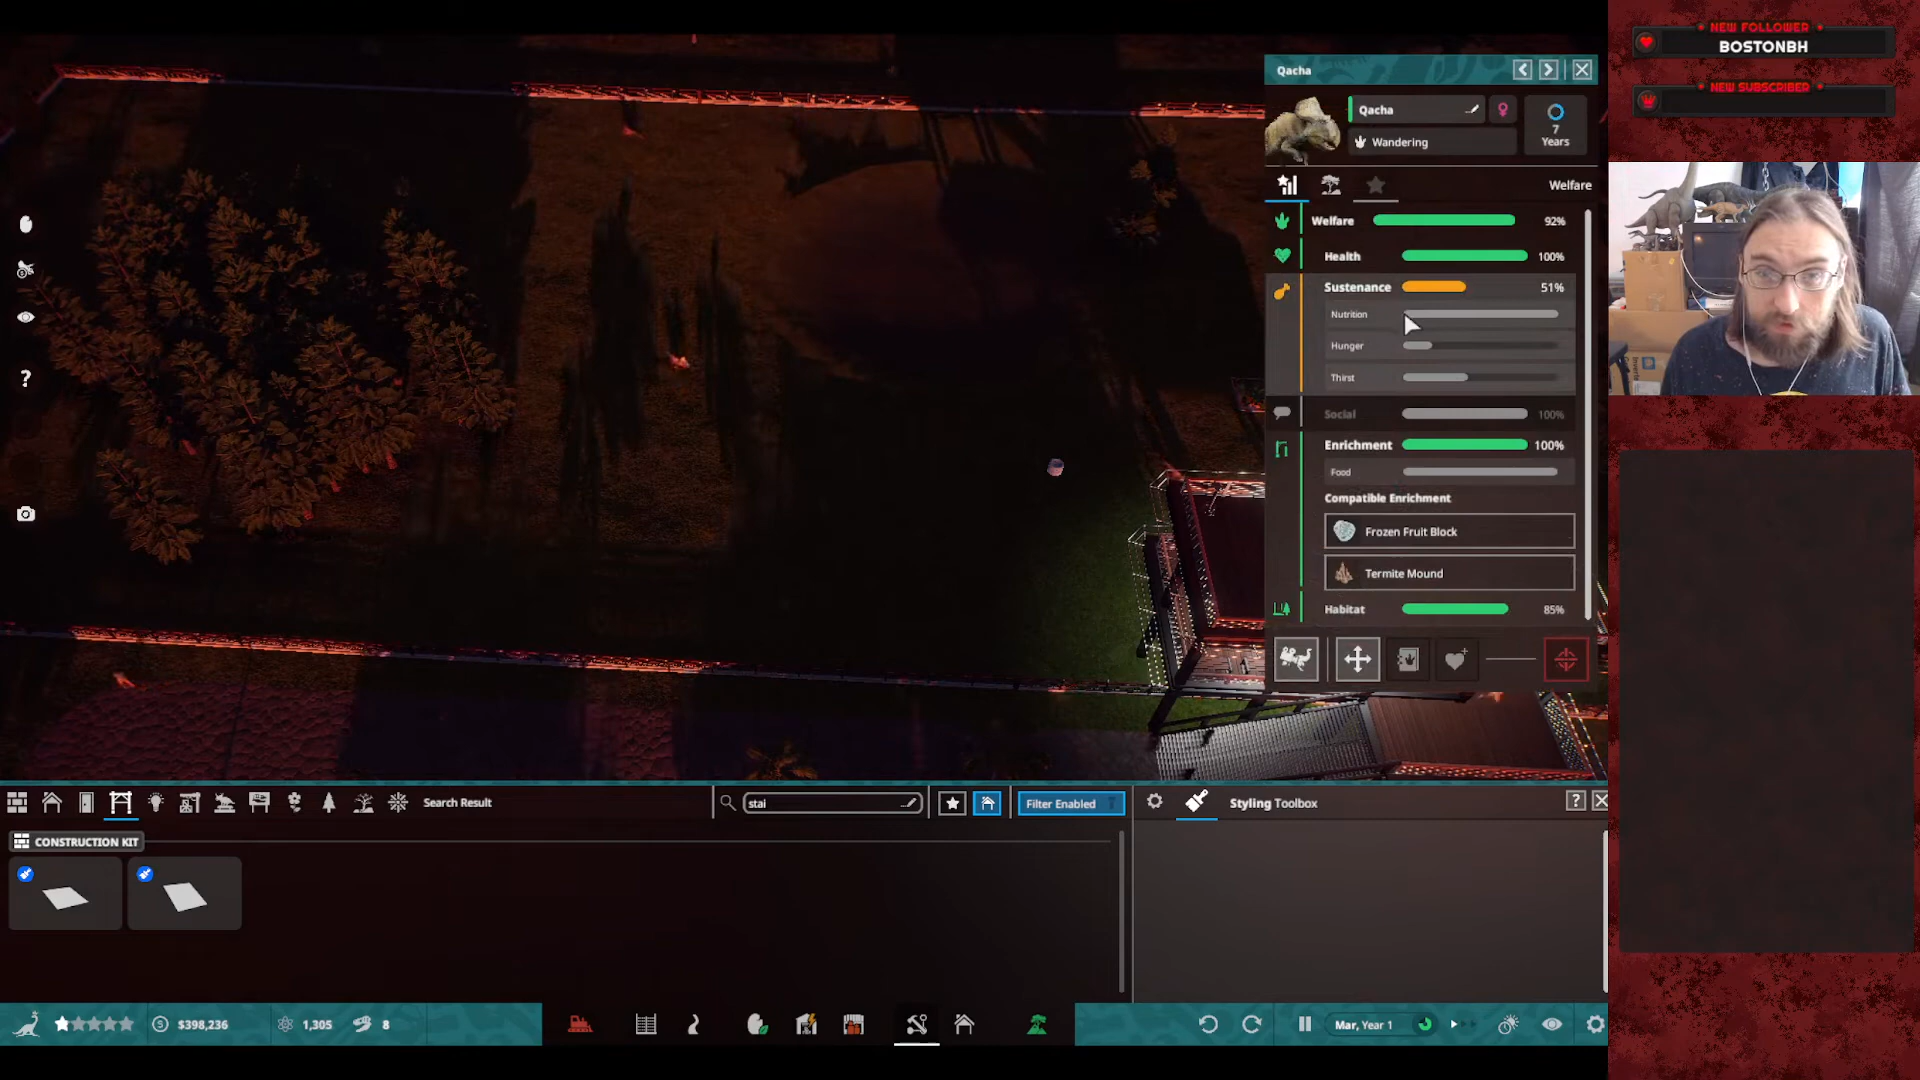 NEW FOLLOWER
BOSTONBH
NEW SUBSCRIBER
Qacha
Qacha
Wandering
7
Years
Welfare
Welfare 92%
Health 100%
Sustenance 51%
Nutrition
Hunger
Thirst
Social 100%
Enrichment 100%
Food
Compatible Enrichment
Frozen Fruit Block
Termite Mound
Habitat 85%
?
Search Result
stai
Filter Enabled
Styling Toolbox
?
CONSTRUCTION KIT
$398,236
1,305
8
Mar, Year 1